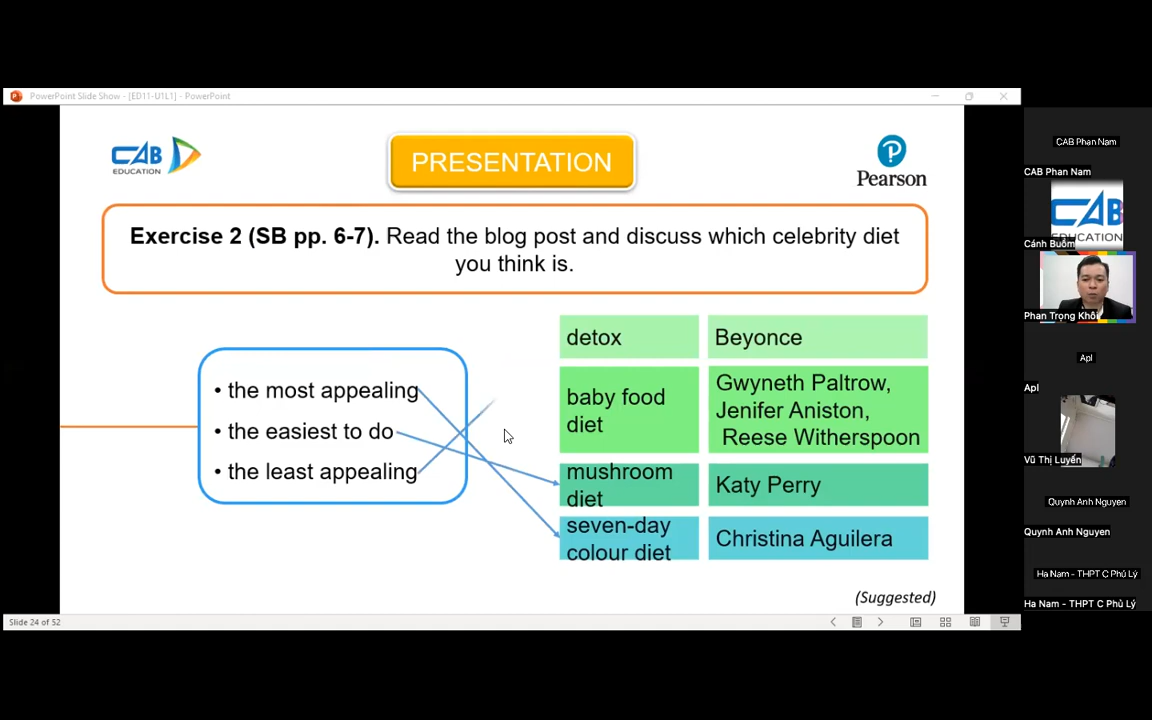 PowerPoint Slide Show - [ED11-U1L1] - PowerPoint
CAB
EDUCATION
PRESENTATION
Pearson
Exercise 2 (SB pp. 6-7). Read the blog post and discuss which celebrity diet
you think is.
• the most appealing
• the easiest to do
• the least appealing
detox
Beyonce
baby food
diet
Gwyneth Paltrow,
Jenifer Aniston,
Reese Witherspoon
mushroom
diet
Katy Perry
seven-day
colour diet
Christina Aguilera
(Suggested)
Slide 24 of 52
CAB Phan Nam
CAB Phan Nam
CAB
EDUCATION
Cánh Buồm
Phan Trọng Khôi
Apl
Apl
Vũ Thị Luyến
Quynh Anh Nguyen
Quynh Anh Nguyen
Ha Nam - THPT C Phủ Lý
Ha Nam - THPT C Phủ Lý